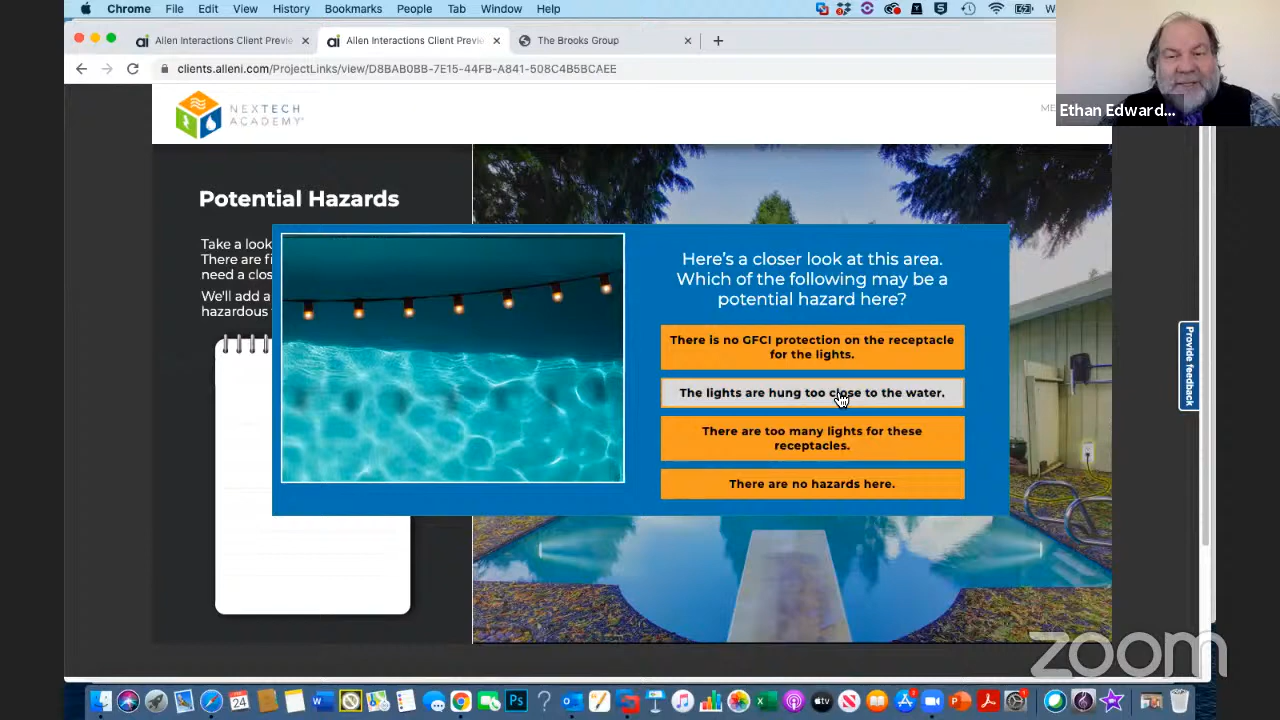 Chrome File Edit View History Bookmarks People Tab Window Help
Allen Interactions Client Previe
Allen Interactions Client Previe
The Brooks Group
clients.alleni.com/ProjectLinks/view/D8BAB0BB-7E15-44FB-A841-508C4B5BCAEE
Ethan Edward...
NEXTECH
ACADEMY
ME
Potential Hazards
Take a look
There are fi
need a clos
We'll add a
hazardous
Here's a closer look at this area.
Which of the following may be a
potential hazard here?
There is no GFCI protection on the receptacle
for the lights.
The lights are hung too close to the water.
There are too many lights for these
receptacles.
There are no hazards here.
Provide feedback
zoom
24
tv